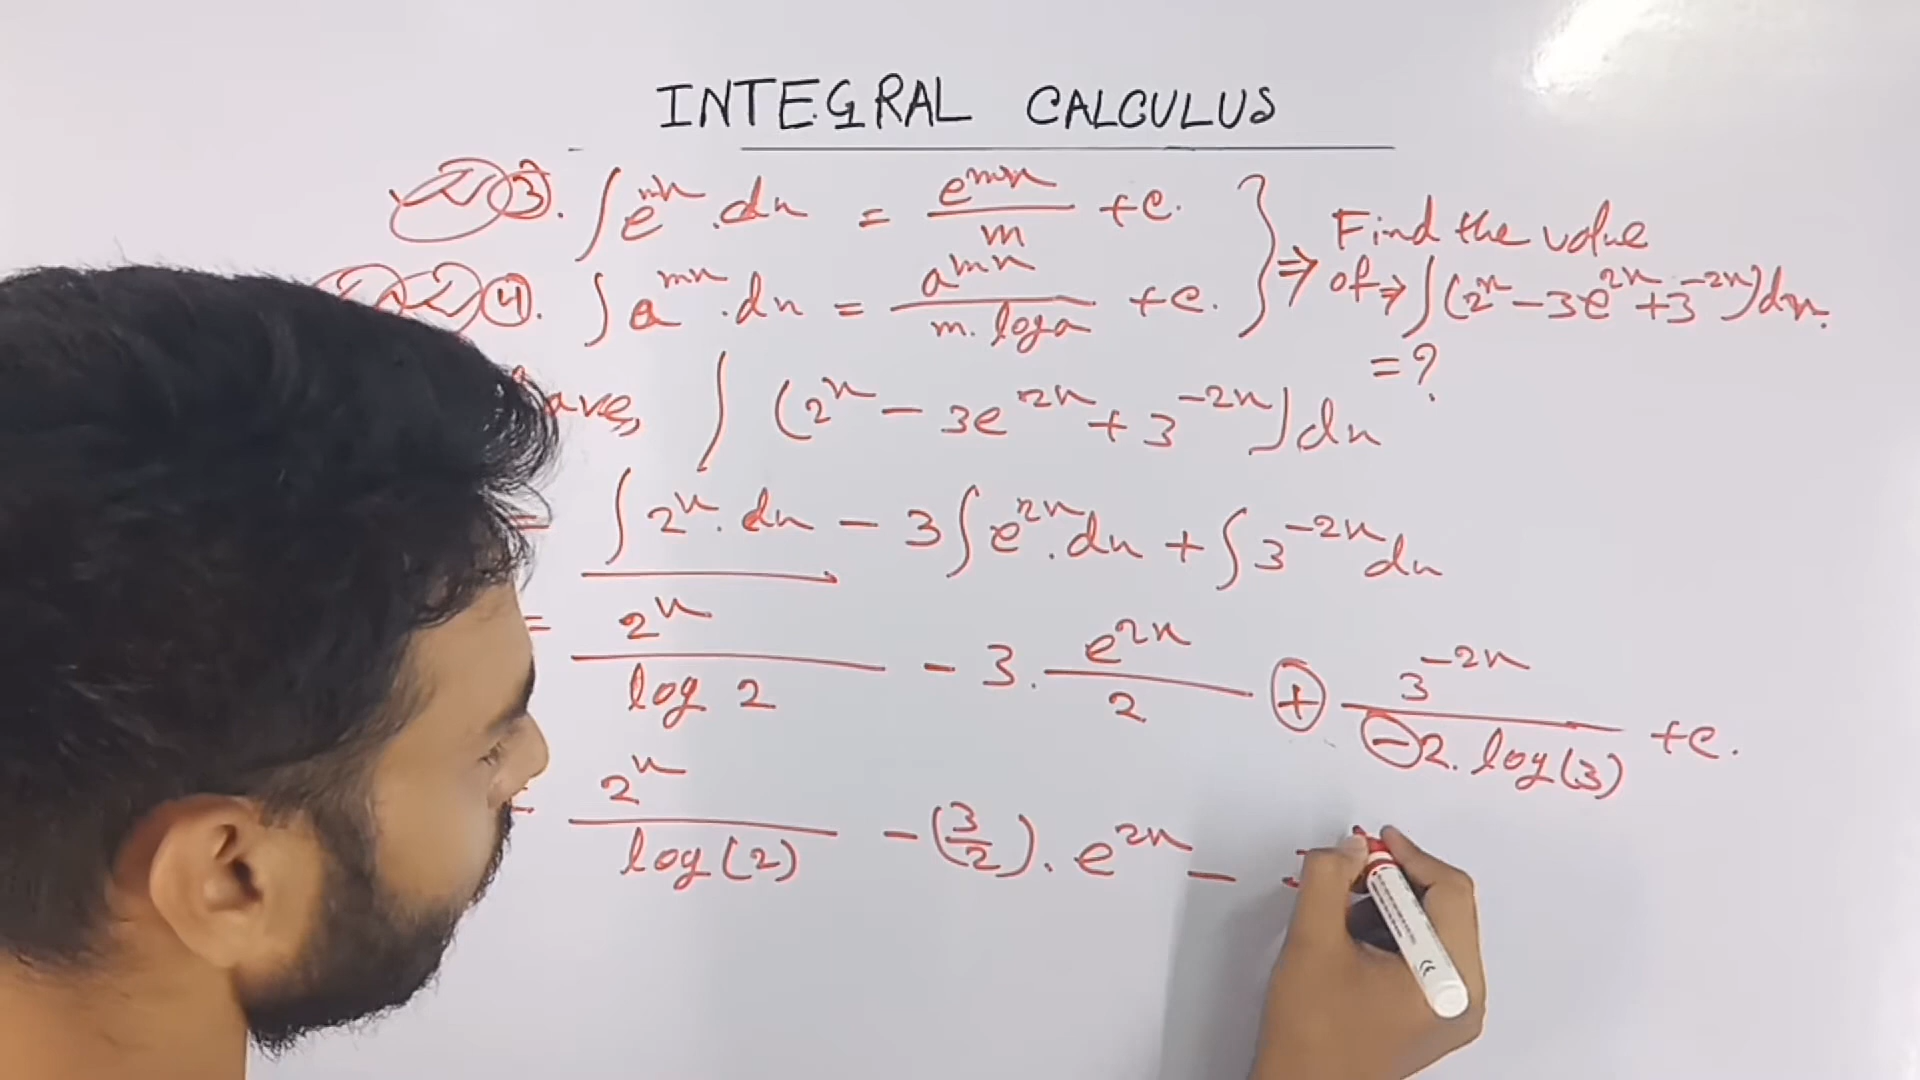 INTEGRAL CALCULUS
3. ∫e^mx.dx = e^mx/m +c. } ⇒ Find the value
4. ∫a^mx.dx = a^mx/m.loga +c. of ⇒ ∫(2^x-3e^2x+3^-2x)dx.
=?
ave, ∫(2^x - 3e^2x + 3^-2x)dx
= ∫2^x.dx - 3∫e^2x.dx + ∫3^-2x dx
= 2^x/log 2 - 3.e^2x/2 + 3^-2x/-2.log(3) +c.
= 2^x/log(2) - (3/2).e^2x -